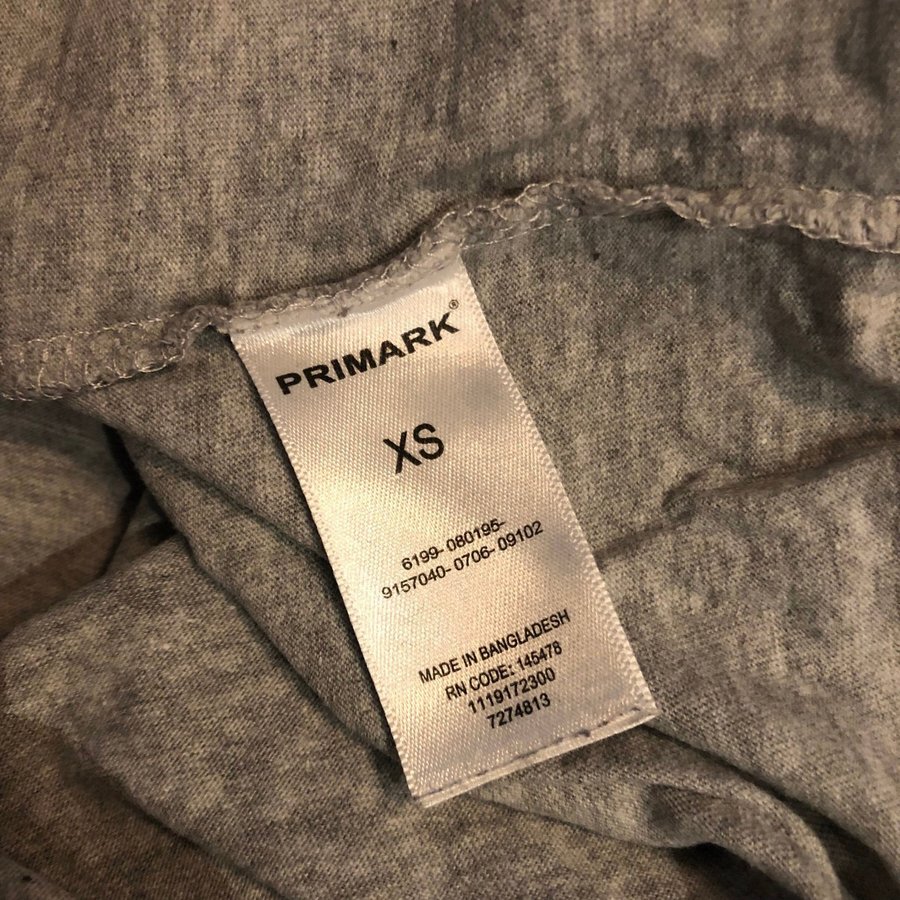 PRIMARK®
XS
6199- 080195-
9157040- 0706- 09102
MADE IN BANGLADESH
RN CODE: 145478
1119172300
7274813